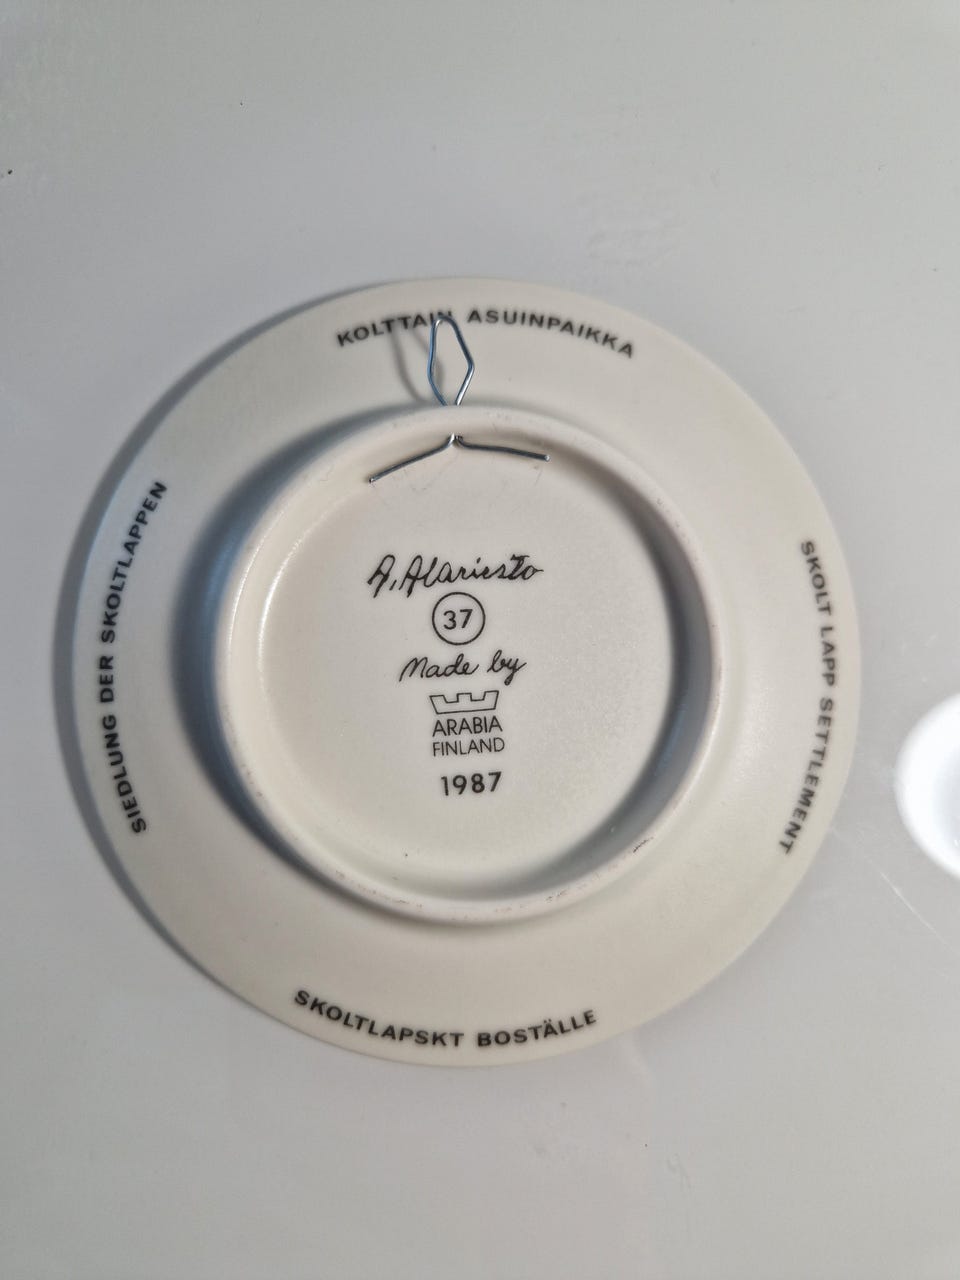 KOLTTAIN ASUINPAIKKA
SKOLT LAPP SETTLEMENT
SKOLTLAPSKT BOSTÄLLE
SIEDLUNG DER SKOLTLAPPEN
A. Alariesto
37
Made by
ARABIA
FINLAND
1987